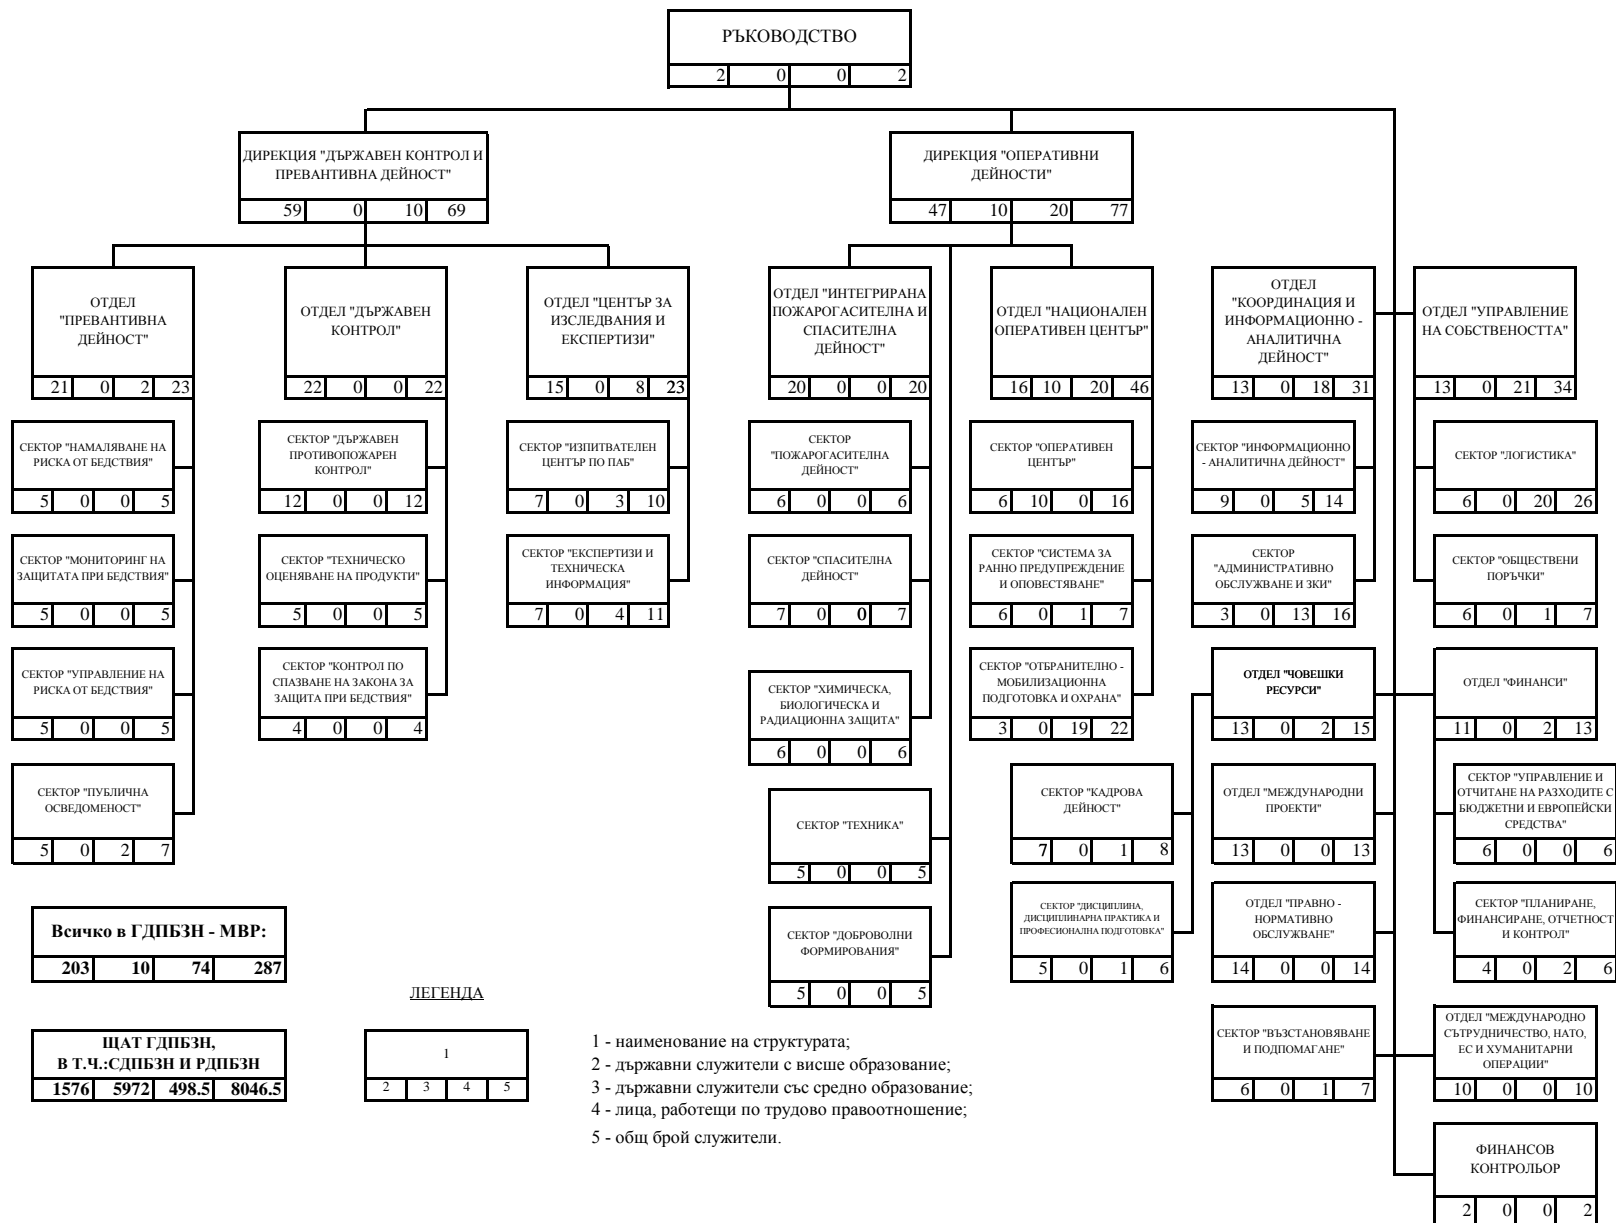 РЪКОВОДСТВО
2 0 0 2
ДИРЕКЦИЯ "ДЪРЖАВЕН КОНТРОЛ И
ПРЕВАНТИВНА ДЕЙНОСТ"
59 0 10 69
ДИРЕКЦИЯ "ОПЕРАТИВНИ
ДЕЙНОСТИ"
47 10 20 77
ОТДЕЛ
"ПРЕВАНТИВНА
ДЕЙНОСТ"
21 0 2 23
ОТДЕЛ "ДЪРЖАВЕН
КОНТРОЛ"
22 0 0 22
ОТДЕЛ "ЦЕНТЪР ЗА
ИЗСЛЕДВАНИЯ И
ЕКСПЕРТИЗИ"
15 0 8 23
ОТДЕЛ "ИНТЕГРИРАНА
ПОЖАРОГАСИТЕЛНА И
СПАСИТЕЛНА
ДЕЙНОСТ"
20 0 0 20
ОТДЕЛ "НАЦИОНАЛЕН
ОПЕРАТИВЕН ЦЕНТЪР"
16 10 20 46
ОТДЕЛ
"КООРДИНАЦИЯ И
ИНФОРМАЦИОННО -
АНАЛИТИЧНА
ДЕЙНОСТ"
13 0 18 31
ОТДЕЛ "УПРАВЛЕНИЕ
НА СОБСТВЕНОСТТА"
13 0 21 34
СЕКТОР "НАМАЛЯВАНЕ НА
РИСКА ОТ БЕДСТВИЯ"
5 0 0 5
СЕКТОР "ДЪРЖАВЕН
ПРОТИВОПОЖАРЕН
КОНТРОЛ"
12 0 0 12
СЕКТОР "ИЗПИТВАТЕЛЕН
ЦЕНТЪР ПО ПАБ"
7 0 3 10
СЕКТОР
"ПОЖАРОГАСИТЕЛНА
ДЕЙНОСТ"
6 0 0 6
СЕКТОР "ОПЕРАТИВЕН
ЦЕНТЪР"
6 10 0 16
СЕКТОР "ИНФОРМАЦИОННО
- АНАЛИТИЧНА ДЕЙНОСТ"
9 0 5 14
СЕКТОР "ЛОГИСТИКА"
6 0 20 26
СЕКТОР "МОНИТОРИНГ НА
ЗАЩИТАТА ПРИ БЕДСТВИЯ"
5 0 0 5
СЕКТОР "ТЕХНИЧЕСКО
ОЦЕНЯВАНЕ НА ПРОДУКТИ"
5 0 0 5
СЕКТОР "ЕКСПЕРТИЗИ И
ТЕХНИЧЕСКА
ИНФОРМАЦИЯ"
7 0 4 11
СЕКТОР "СПАСИТЕЛНА
ДЕЙНОСТ"
7 0 0 7
СЕКТОР "СИСТЕМА ЗА
РАННО ПРЕДУПРЕЖДЕНИЕ
И ОПОВЕСТЯВАНЕ"
6 0 1 7
СЕКТОР
"АДМИНИСТРАТИВНО
ОБСЛУЖВАНЕ И ЗКИ"
3 0 13 16
СЕКТОР "ОБЩЕСТВЕНИ
ПОРЪЧКИ"
6 0 1 7
СЕКТОР "УПРАВЛЕНИЕ НА
РИСКА ОТ БЕДСТВИЯ"
5 0 0 5
СЕКТОР "КОНТРОЛ ПО
СПАЗВАНЕ НА ЗАКОНА ЗА
ЗАЩИТА ПРИ БЕДСТВИЯ"
4 0 0 4
СЕКТОР "ХИМИЧЕСКА,
БИОЛОГИЧЕСКА И
РАДИАЦИОННА ЗАЩИТА"
6 0 0 6
СЕКТОР "ОТБРАНИТЕЛНО -
МОБИЛИЗАЦИОННА
ПОДГОТОВКА И ОХРАНА"
3 0 19 22
ОТДЕЛ "ЧОВЕШКИ
РЕСУРСИ"
13 0 2 15
ОТДЕЛ "ФИНАНСИ"
11 0 2 13
СЕКТОР "ПУБЛИЧНА
ОСВЕДОМЕНОСТ"
5 0 2 7
СЕКТОР "ТЕХНИКА"
5 0 0 5
СЕКТОР "КАДРОВА
ДЕЙНОСТ"
7 0 1 8
ОТДЕЛ "МЕЖДУНАРОДНИ
ПРОЕКТИ"
13 0 0 13
СЕКТОР "УПРАВЛЕНИЕ И
ОТЧИТАНЕ НА РАЗХОДИТЕ С
БЮДЖЕТНИ И ЕВРОПЕЙСКИ
СРЕДСТВА"
6 0 0 6
Всичко в ГДПБЗН - МВР:
203 10 74 287
СЕКТОР "ДОБРОВОЛНИ
ФОРМИРОВАНИЯ"
5 0 0 5
СЕКТОР "ДИСЦИПЛИНА,
ДИСЦИПЛИНАРНА ПРАКТИКА И
ПРОФЕСИОНАЛНА ПОДГОТОВКА"
5 0 1 6
ОТДЕЛ "ПРАВНО -
НОРМАТИВНО
ОБСЛУЖВАНЕ"
14 0 0 14
СЕКТОР "ПЛАНИРАНЕ,
ФИНАНСИРАНЕ, ОТЧЕТНОСТ
И КОНТРОЛ"
4 0 2 6
ЩАТ ГДПБЗН,
В Т.Ч.:СДПБЗН И РДПБЗН
1576 5972 498.5 8046.5
ЛЕГЕНДА
1
2 3 4 5
1 - наименование на структурата;
2 - държавни служители с висше образование;
3 - държавни служители със средно образование;
4 - лица, работещи по трудово правоотношение;
5 - общ брой служители.
СЕКТОР "ВЪЗСТАНОВЯВАНЕ
И ПОДПОМАГАНЕ"
6 0 1 7
ОТДЕЛ "МЕЖДУНАРОДНО
СЪТРУДНИЧЕСТВО, НАТО,
ЕС И ХУМАНИТАРНИ
ОПЕРАЦИИ"
10 0 0 10
ФИНАНСОВ
КОНТРОЛЬОР
2 0 0 2